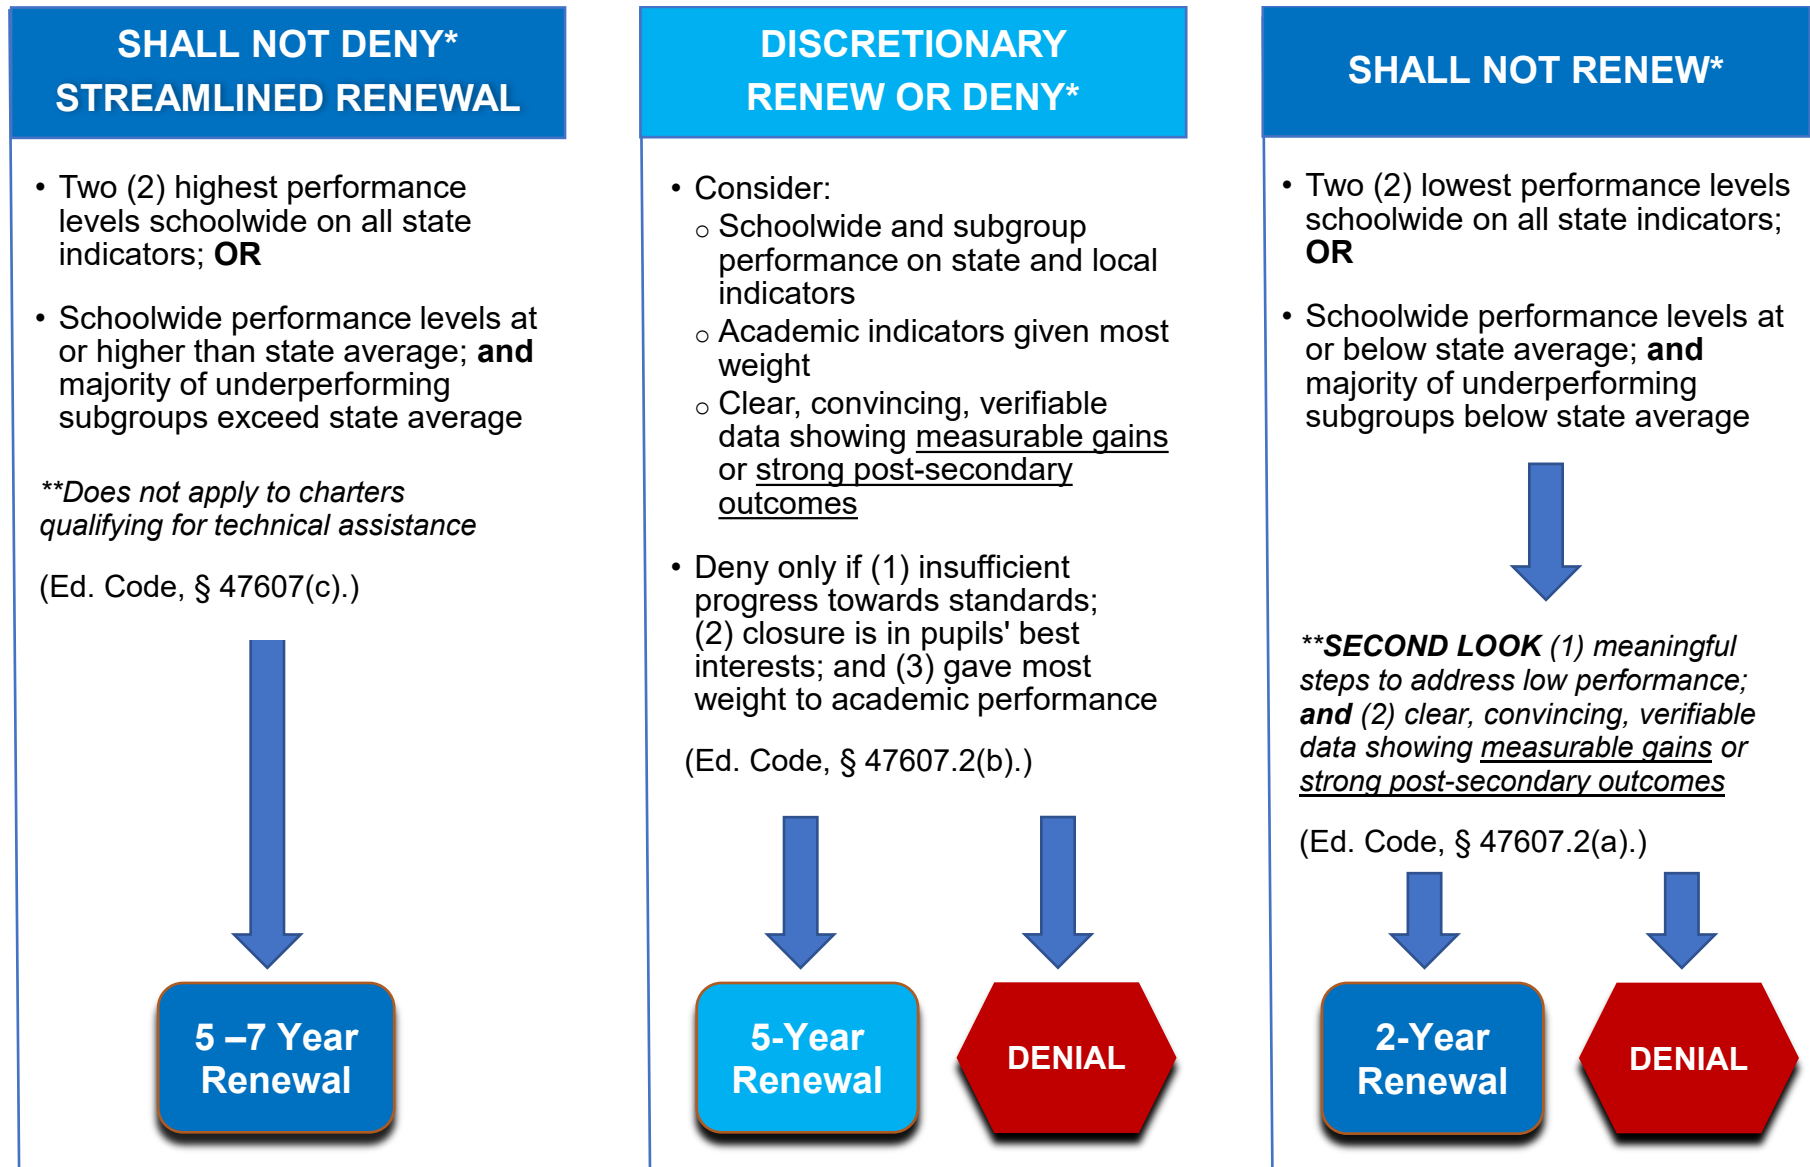 SHALL NOT DENY*
STREAMLINED RENEWAL
• Two (2) highest performance
levels schoolwide on all state
indicators; OR
• Schoolwide performance levels at
or higher than state average; and
majority of underperforming
subgroups exceed state average
**Does not apply to charters
qualifying for technical assistance
(Ed. Code, § 47607(c).)
5 –7 Year
Renewal
DISCRETIONARY
RENEW OR DENY*
• Consider:
o Schoolwide and subgroup
performance on state and local
indicators
o Academic indicators given most
weight
o Clear, convincing, verifiable
data showing measurable gains
or strong post-secondary
outcomes
• Deny only if (1) insufficient
progress towards standards;
(2) closure is in pupils' best
interests; and (3) gave most
weight to academic performance
(Ed. Code, § 47607.2(b).)
5-Year
Renewal
DENIAL
SHALL NOT RENEW*
• Two (2) lowest performance levels
schoolwide on all state indicators;
OR
• Schoolwide performance levels at
or below state average; and
majority of underperforming
subgroups below state average
**SECOND LOOK (1) meaningful
steps to address low performance;
and (2) clear, convincing, verifiable
data showing measurable gains or
strong post-secondary outcomes
(Ed. Code, § 47607.2(a).)
2-Year
Renewal
DENIAL